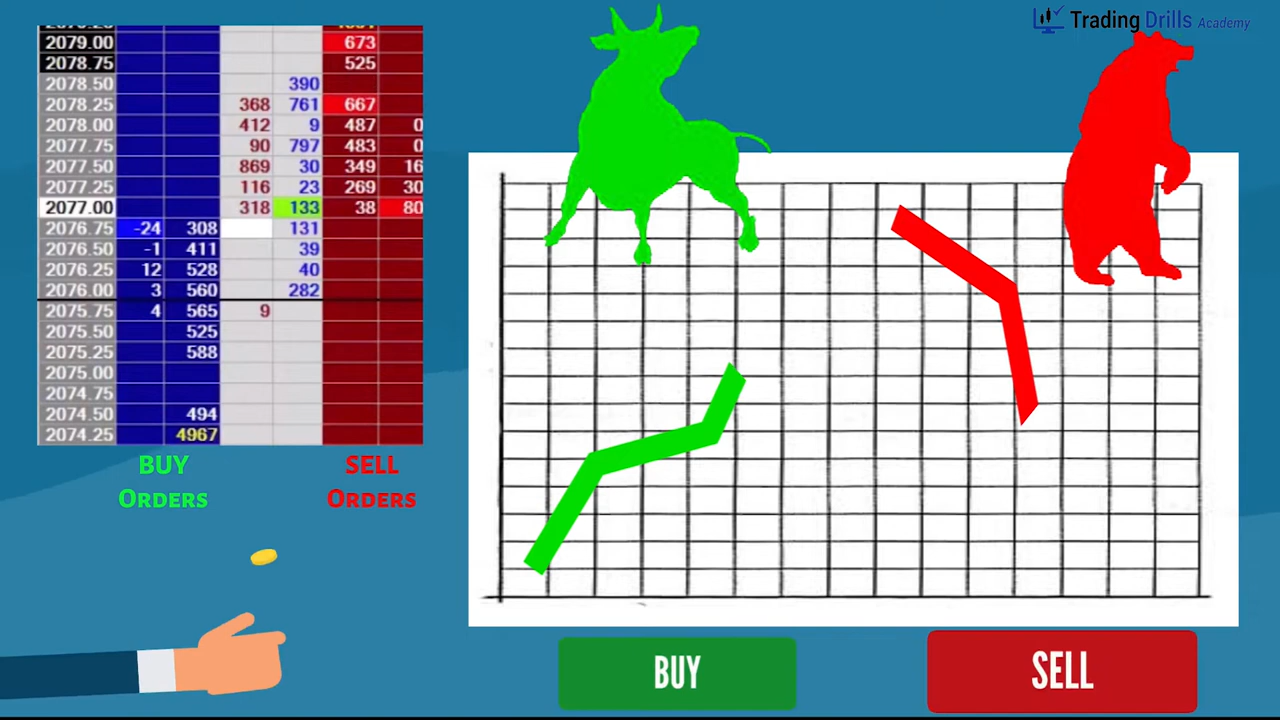 Trading Drills Academy
2079.00 673
2078.75 525
2078.50 390
2078.25 368 761 667
2078.00 412 9 487 0
2077.75 90 797 483 0
2077.50 869 30 349 16
2077.25 116 23 269 30
2077.00 318 133 38 80
2076.75 -24 308 131
2076.50 -1 411 39
2076.25 12 528 40
2076.00 3 560 282
2075.75 4 565 9
2075.50 525
2075.25 588
2075.00
2074.75
2074.50 494
2074.25 4967
BUY
ORDERS
SELL
ORDERS
BUY
SELL